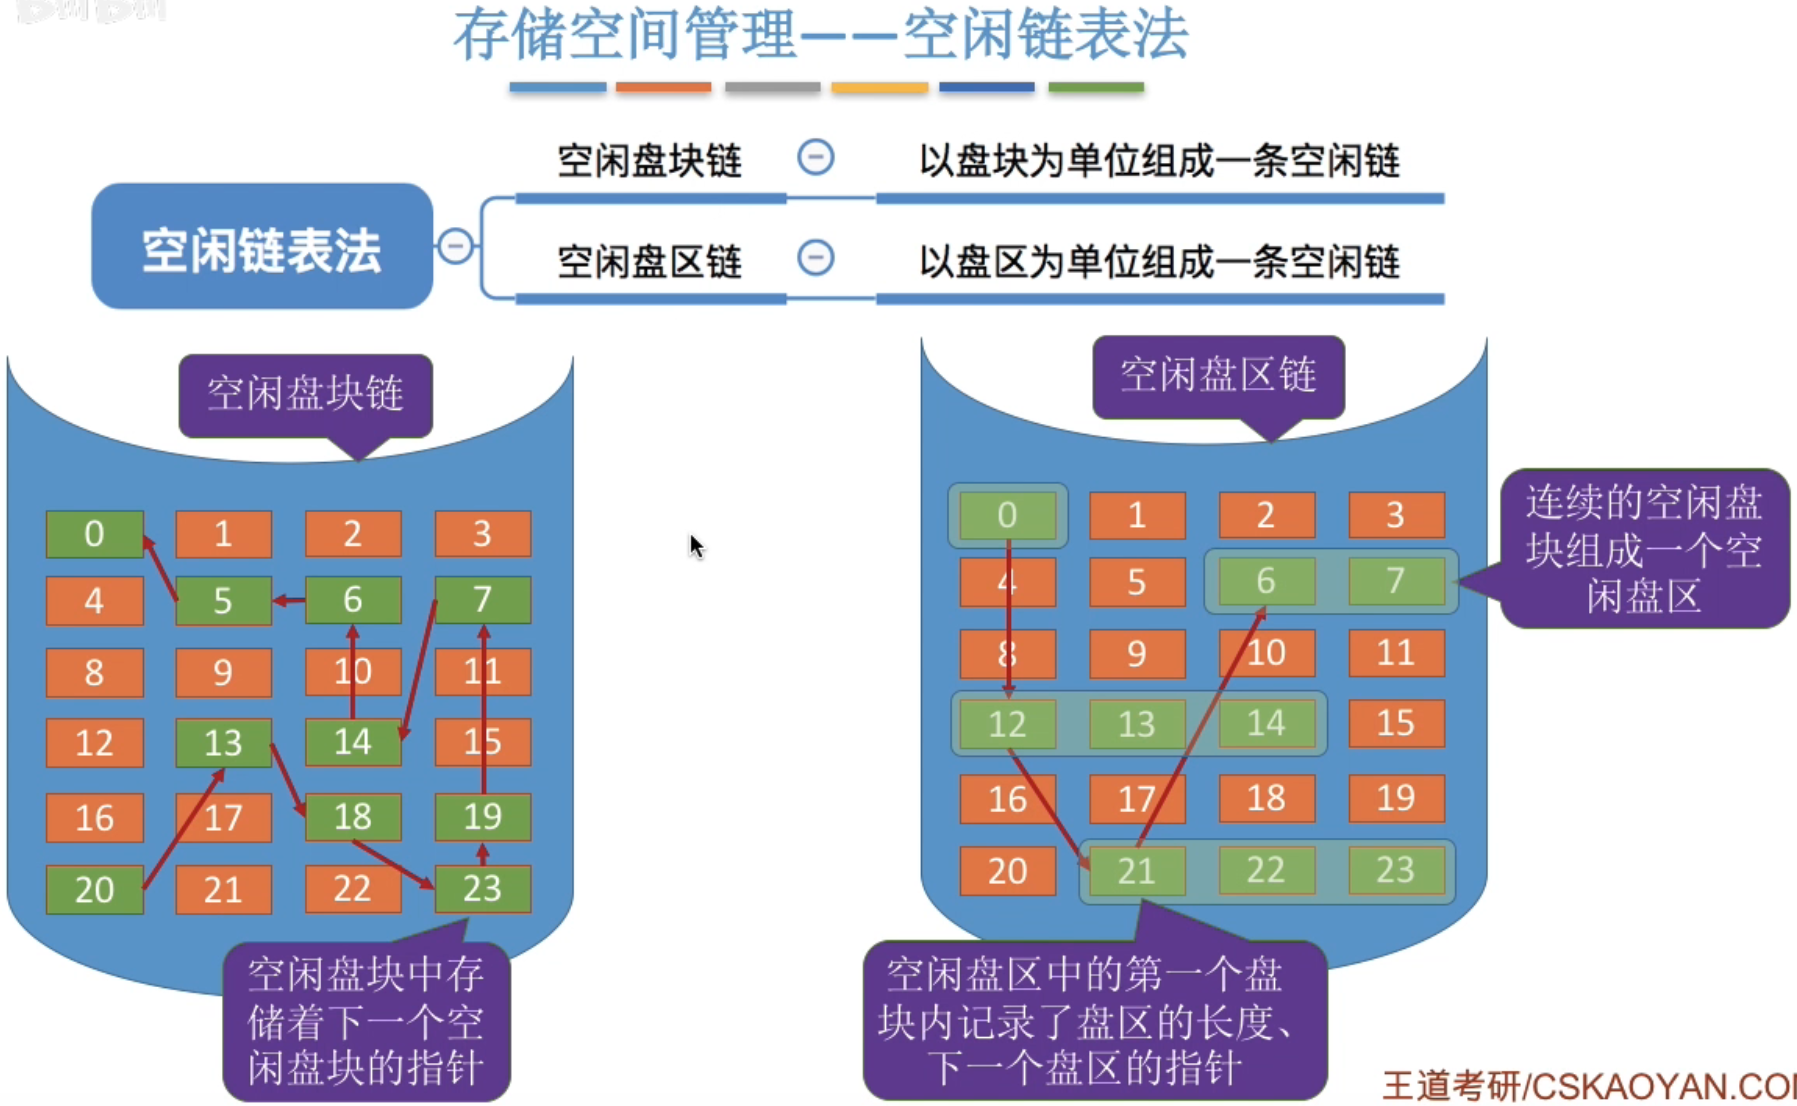 存储空间管理——空闲链表法
空闲盘块链
以盘块为单位组成一条空闲链
空闲链表法
空闲盘区链
以盘区为单位组成一条空闲链
空闲盘块链
0 1 2 3
4 5 6 7
8 9 10 11
12 13 14 15
16 17 18 19
20 21 22 23
空闲盘块中存
储着下一个空
闲盘块的指针
空闲盘区链
0 1 2 3
4 5 6 7
8 9 10 11
12 13 14 15
16 17 18 19
20 21 22 23
连续的空闲盘
块组成一个空
闲盘区
空闲盘区中的第一个盘
块内记录了盘区的长度、
下一个盘区的指针
王道考研/CSKAOYAN.CO